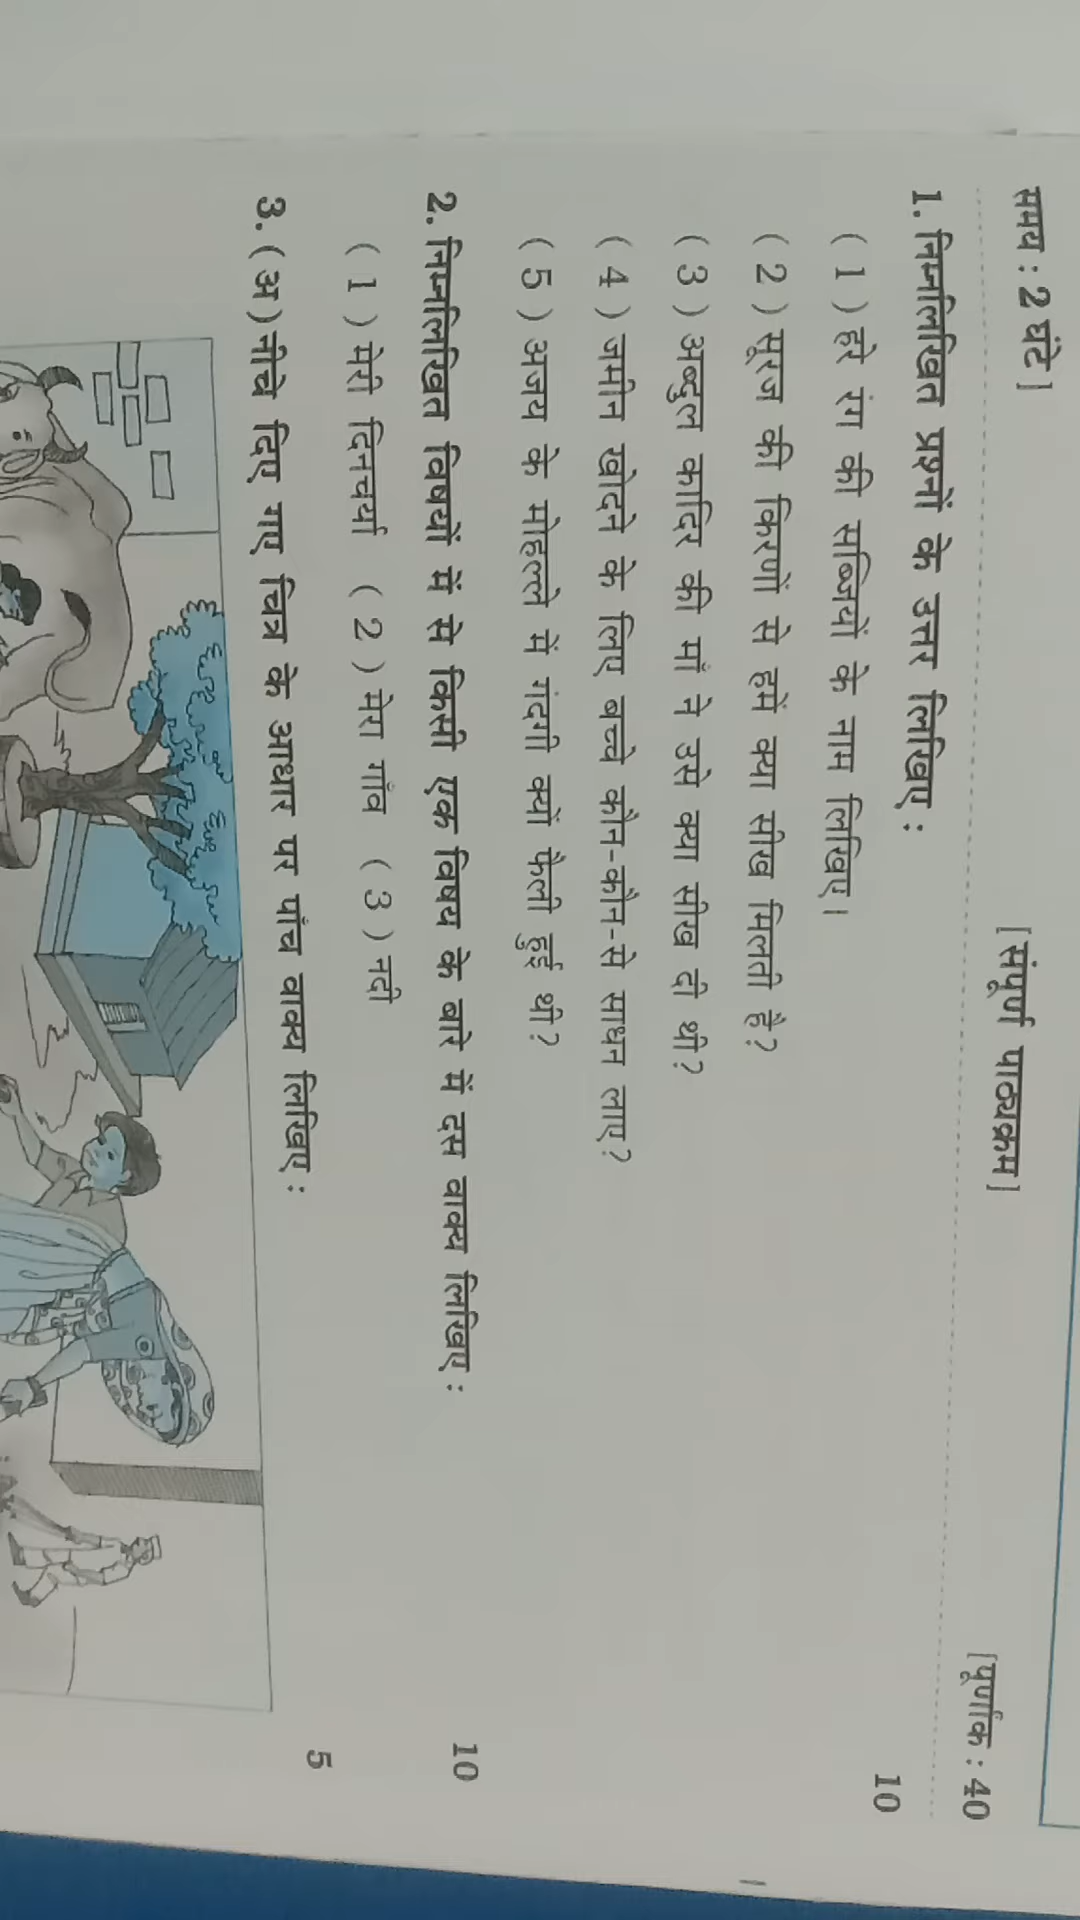 समय : 2 घंटे ] [संपूर्ण पाठ्यक्रम] [पूर्णांक : 40
1. निम्नलिखित प्रश्नों के उत्तर लिखिए : 10
( 1 ) हरे रंग की सब्जियों के नाम लिखिए।
( 2 ) सूरज की किरणों से हमें क्या सीख मिलती है?
( 3 ) अब्दुल कादिर की माँ ने उसे क्या सीख दी थी?
( 4 ) जमीन खोदने के लिए बच्चे कौन-कौन-से साधन लाए?
( 5 ) अजय के मोहल्ले में गंदगी क्यों फैली हुई थी?
2. निम्नलिखित विषयों में से किसी एक विषय के बारे में दस वाक्य लिखिए : 10
( 1 ) मेरी दिनचर्या ( 2 ) मेरा गाँव ( 3 ) नदी
3. (अ) नीचे दिए गए चित्र के आधार पर पाँच वाक्य लिखिए : 5